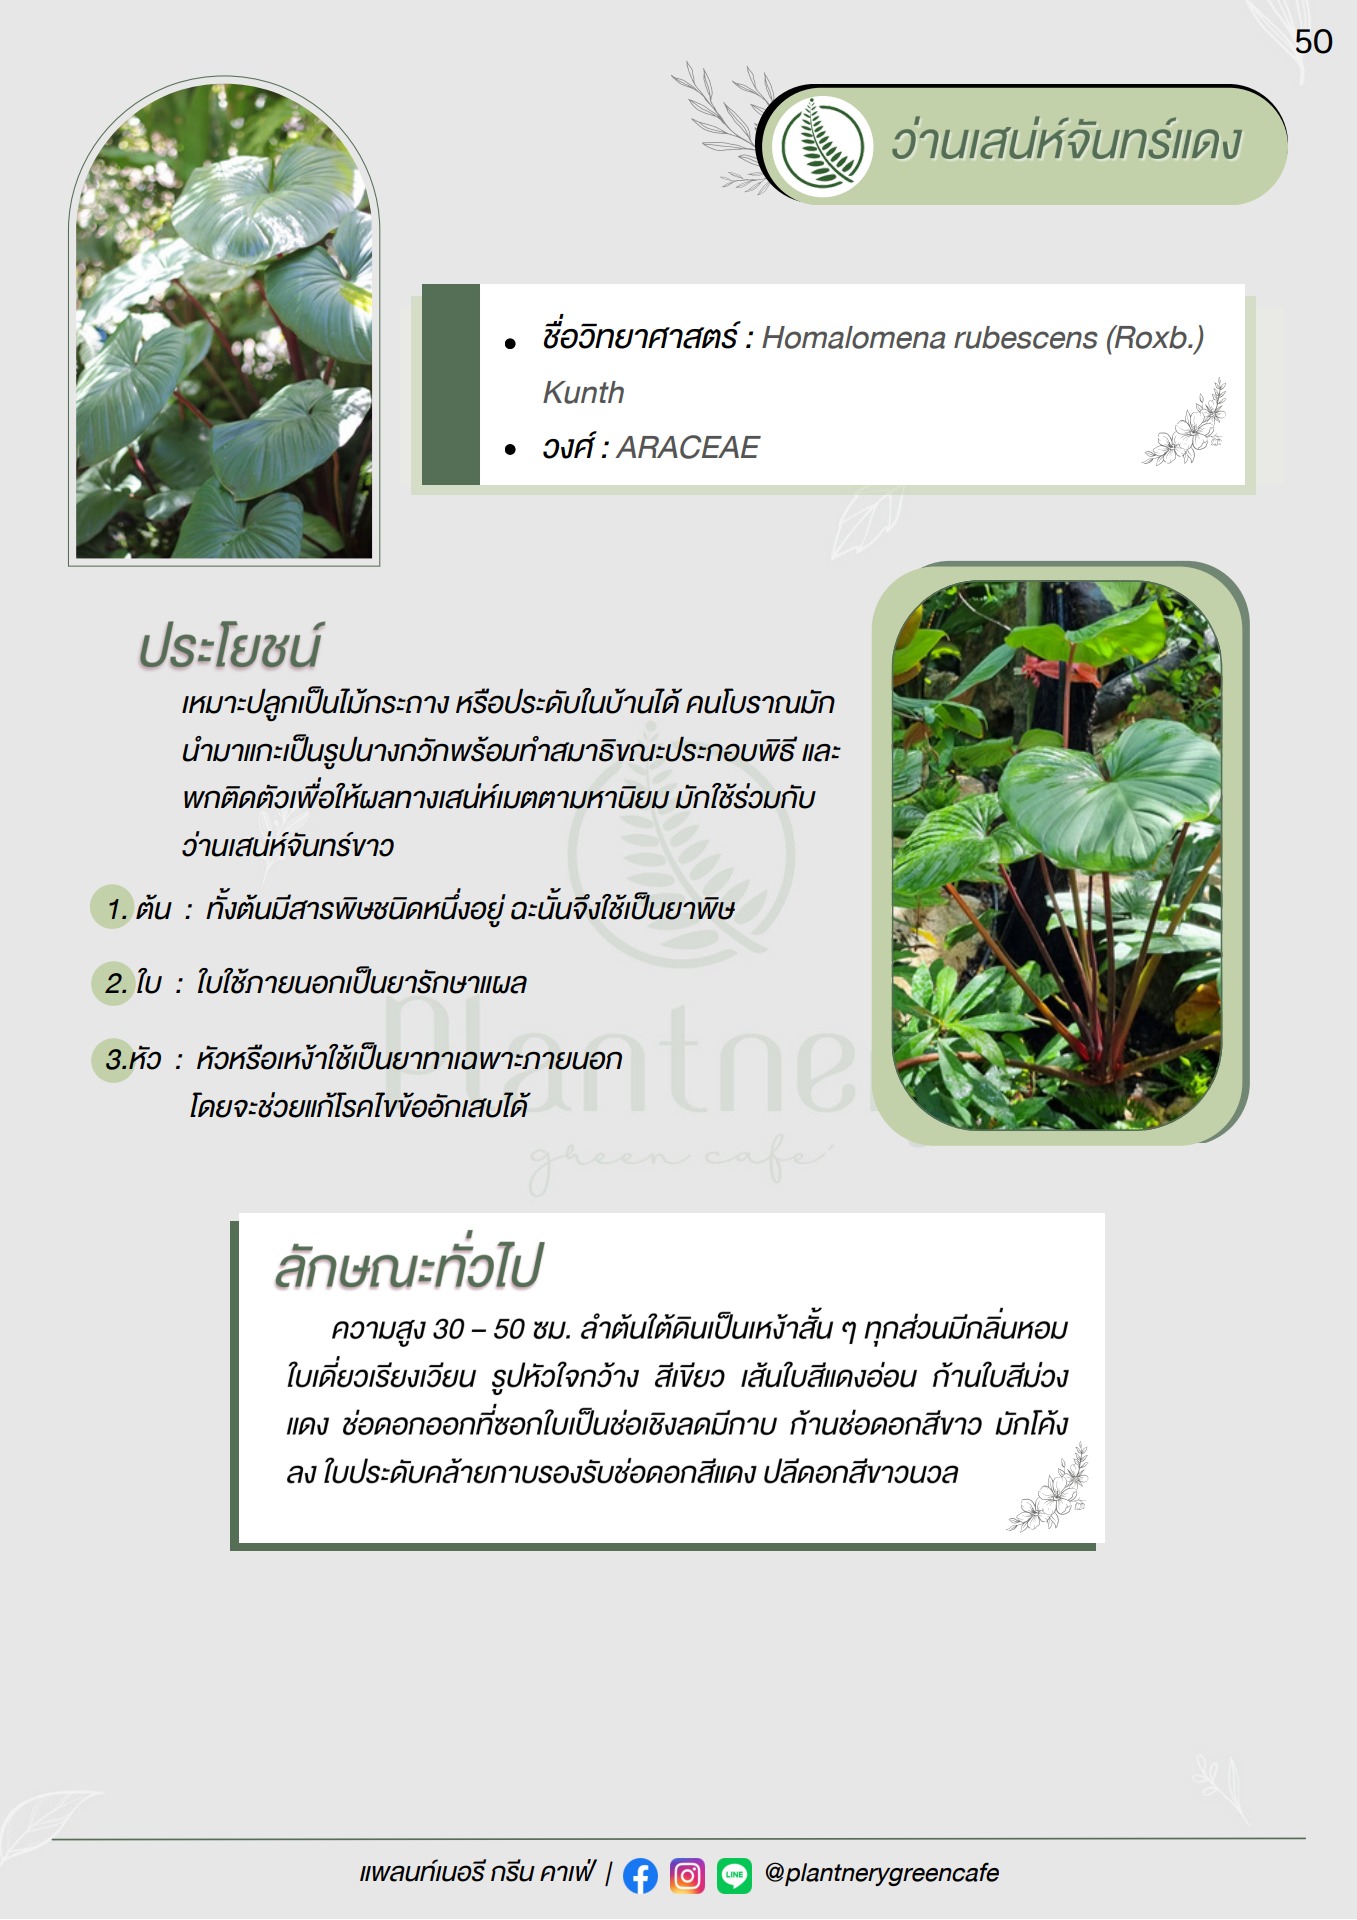 50
ว่านเสน่ห์จันทร์แดง
ชื่อวิทยาศาสตร์ : Homalomena rubescens (Roxb.)
Kunth
วงศ์ : ARACEAE
ประโยชน์
เหมาะปลูกเป็นไม้กระถาง หรือประดับในบ้านได้ คนโบราณมัก
นำมาแกะเป็นรูปนางกวักพร้อมทำสมาธิขณะประกอบพิธี และ
พกติดตัวเพื่อให้ผลทางเสน่ห์เมตตามหานิยม มักใช้ร่วมกับ
ว่านเสน่ห์จันทร์ขาว
1. ต้น : ทั้งต้นมีสารพิษชนิดหนึ่งอยู่ ฉะนั้นจึงใช้เป็นยาพิษ
2. ใบ : ใบใช้ภายนอกเป็นยารักษาแผล
3.หัว : หัวหรือเหง้าใช้เป็นยาทาเฉพาะภายนอก
โดยจะช่วยแก้โรคไขข้ออักเสบได้
Plantne
green cafe
ลักษณะทั่วไป
ความสูง 30 – 50 ซม. ลำต้นใต้ดินเป็นเหง้าสั้น ๆ ทุกส่วนมีกลิ่นหอม
ใบเดี่ยวเรียงเวียน รูปหัวใจกว้าง สีเขียว เส้นใบสีแดงอ่อน ก้านใบสีม่วง
แดง ช่อดอกออกที่ซอกใบเป็นช่อเชิงลดมีกาบ ก้านช่อดอกสีขาว มักโค้ง
ลง ใบประดับคล้ายกาบรองรับช่อดอกสีแดง ปลีดอกสีขาวนวล
แพลนท์เนอรี กรีน คาเฟ่ | LINE @plantnerygreencafe